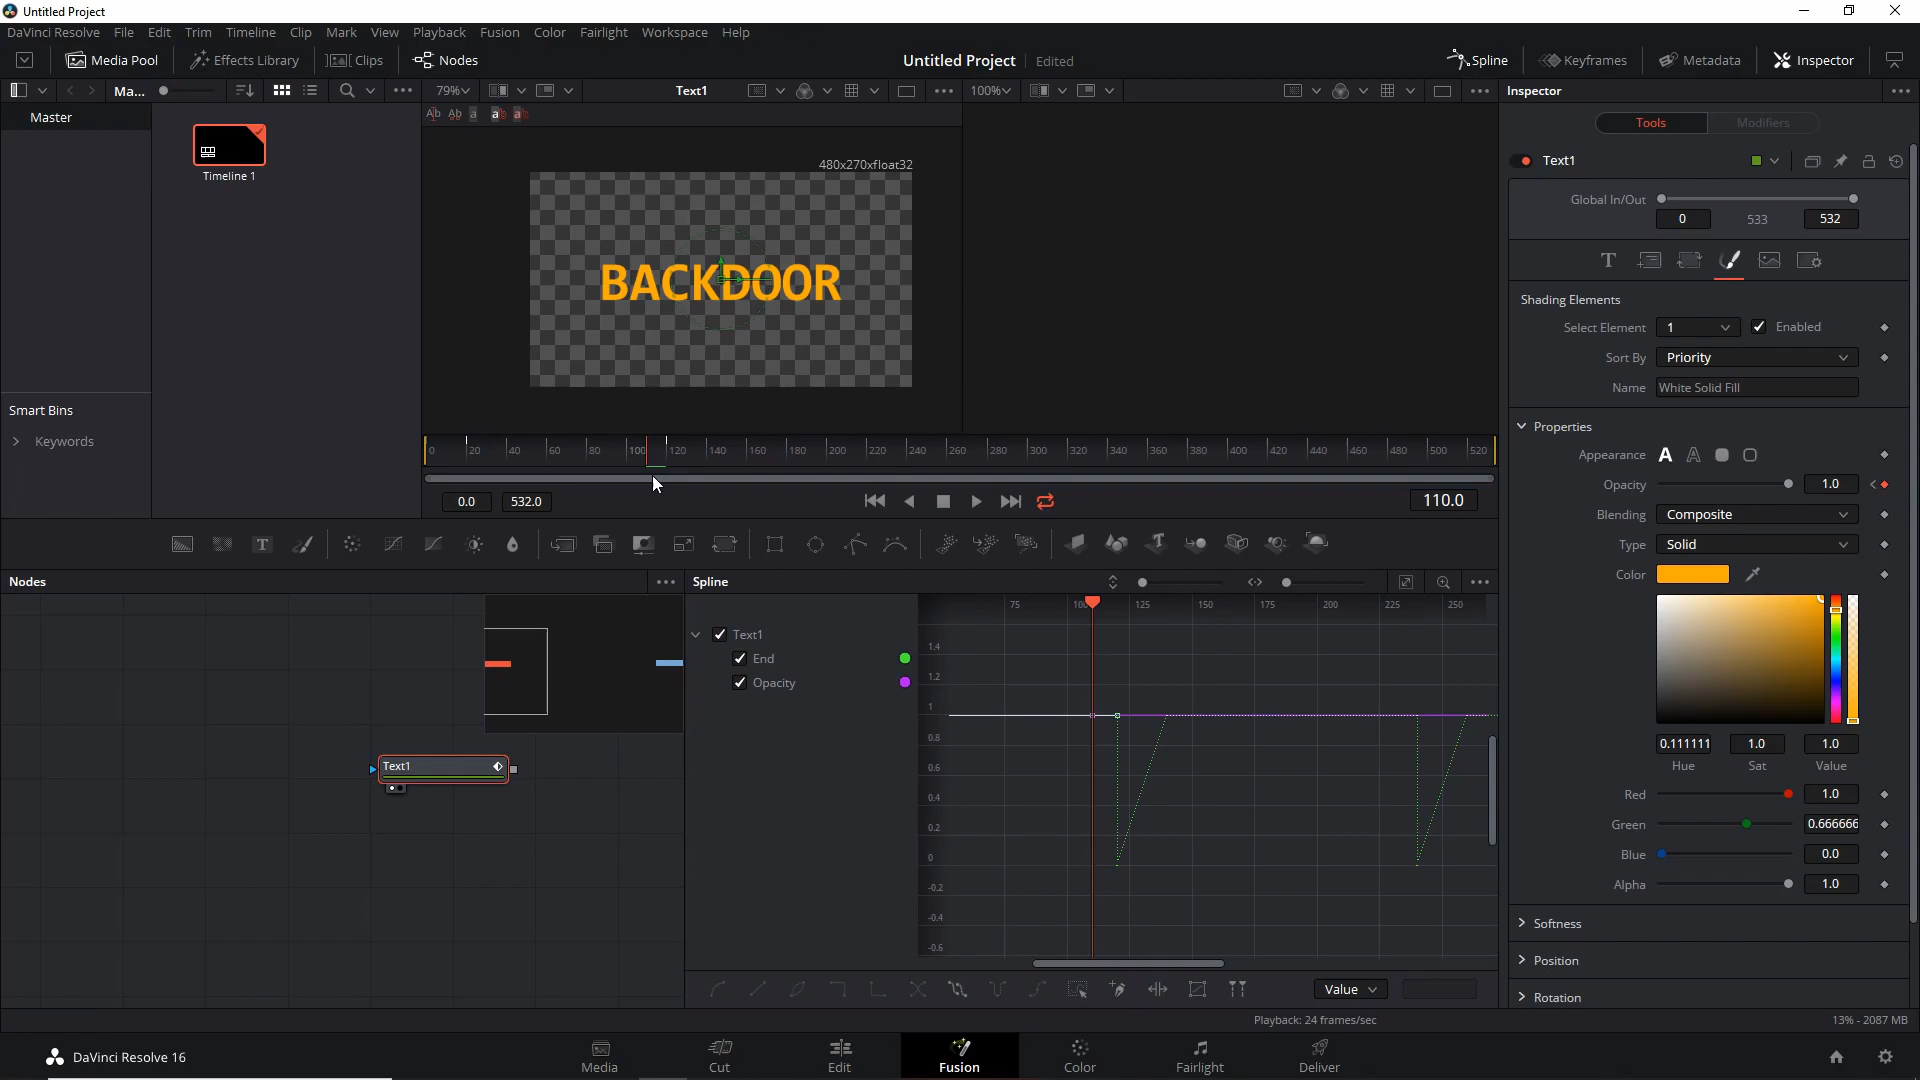 Untitled Project
DaVinci Resolve File Edit Trim Timeline Clip Mark View Playback Fusion Color Fairlight Workspace Help
Media Pool Effects Library Clips Nodes Untitled Project Edited Spline Keyframes Metadata Inspector
Ma... 79% Text1 100% Inspector
Master
Timeline 1
Smart Bins
Keywords
480x270xfloat32
BACKDOOR
0 20 40 60 80 100 120 140 160 180 200 220 240 260 280 300 320 340 360 380 400 420 440 460 480 500 520
0.0 532.0 110.0
Tools Modifiers
Text1
Global In/Out
0 533 532
Shading Elements
Select Element 1 Enabled
Sort By Priority
Name White Solid Fill
Properties
Appearance
Opacity 1.0
Blending Composite
Type Solid
Color
0.111111 1.0 1.0
Hue Sat Value
Red 1.0
Green 0.666666
Blue 0.0
Alpha 1.0
Softness
Position
Rotation
Nodes
Text1
Spline
Text1
End
Opacity
75 100 125 150 175 200 225 250
1.4
1.2
1
0.8
0.6
0.4
0.2
0
-0.2
-0.4
-0.6
Value
Playback: 24 frames/sec 13% - 2087 MB
DaVinci Resolve 16
Media Cut Edit Fusion Color Fairlight Deliver